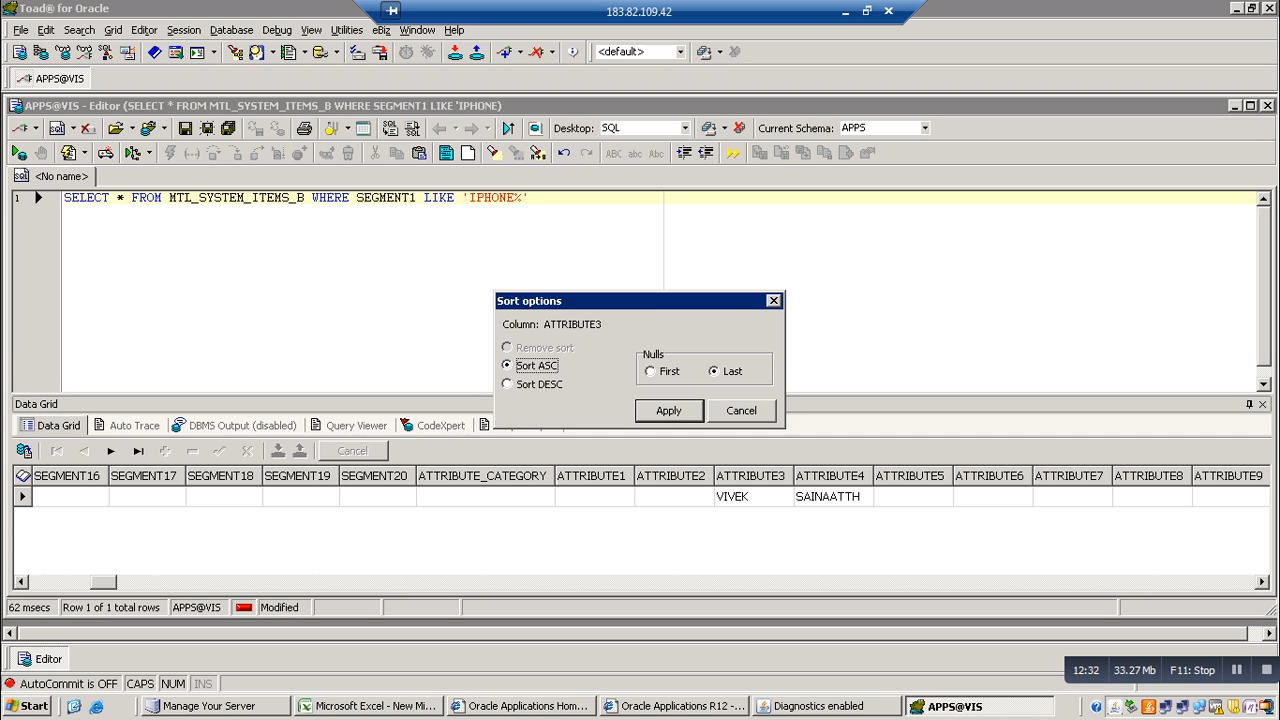 Toad® for Oracle
183.82.109.42
File Edit Search Grid Editor Session Database Debug View Utilities eBiz Window Help
<default>
APPS@VIS
APPS@VIS - Editor (SELECT * FROM MTL_SYSTEM_ITEMS_B WHERE SEGMENT1 LIKE 'IPHONE)
SQL Desktop: SQL Current Schema: APPS
ABC abc Abc
SQL <No name>
1 SELECT * FROM MTL_SYSTEM_ITEMS_B WHERE SEGMENT1 LIKE 'IPHONE%'
Sort options
Column: ATTRIBUTE3
Remove sort
Nulls
Sort ASC First Last
Sort DESC
Apply Cancel
Data Grid
Data Grid Auto Trace DBMS Output (disabled) Query Viewer CodeXpert
Cancel
SEGMENT16 SEGMENT17 SEGMENT18 SEGMENT19 SEGMENT20 ATTRIBUTE_CATEGORY ATTRIBUTE1 ATTRIBUTE2 ATTRIBUTE3 ATTRIBUTE4 ATTRIBUTE5 ATTRIBUTE6 ATTRIBUTE7 ATTRIBUTE8 ATTRIBUTE9
VIVEK SAINAATTH
62 msecs Row 1 of 1 total rows APPS@VIS Modified
Editor
12:32 33.27 Mb F11: Stop
AutoCommit is OFF CAPS NUM INS
Start Manage Your Server Microsoft Excel - New Mi... Oracle Applications Hom... Oracle Applications R12 - ... Diagnostics enabled APPS@VIS